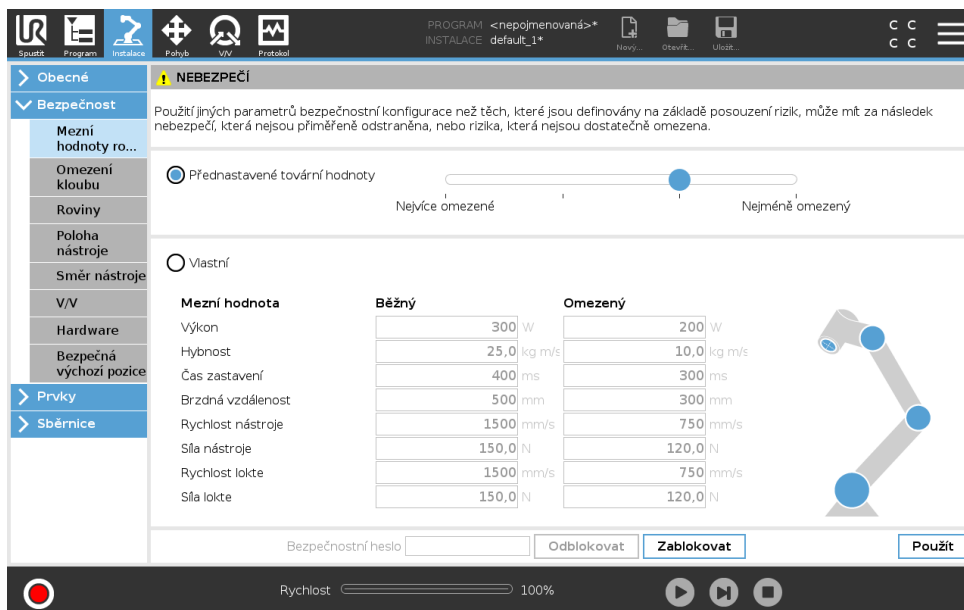 PROGRAM <nepojmenovaná>*
INSTALACE default_1*
Spustit Program Instalace Pohyb V/V Protokol Nový... Otevřít... Uložit...
C C
C C
Obecné
Bezpečnost
Mezní
hodnoty ro...
Omezení
kloubu
Roviny
Poloha
nástroje
Směr nástroje
V/V
Hardware
Bezpečná
výchozí pozice
Prvky
Sběrnice
NEBEZPEČÍ
Použití jiných parametrů bezpečnostní konfigurace než těch, které jsou definovány na základě posouzení rizik, může mít za následek
nebezpečí, která nejsou přiměřeně odstraněna, nebo rizika, která nejsou dostatečně omezena.
Přednastavené tovární hodnoty
Nejvíce omezené Nejméně omezený
Vlastní
Mezní hodnota Běžný Omezený
Výkon 300 W 200 W
Hybnost 25,0 kg m/s 10,0 kg m/s
Čas zastavení 400 ms 300 ms
Brzdná vzdálenost 500 mm 300 mm
Rychlost nástroje 1500 mm/s 750 mm/s
Síla nástroje 150,0 N 120,0 N
Rychlost lokte 1500 mm/s 750 mm/s
Síla lokte 150,0 N 120,0 N
Bezpečnostní heslo Odblokovat Zablokovat Použít
Rychlost 100%